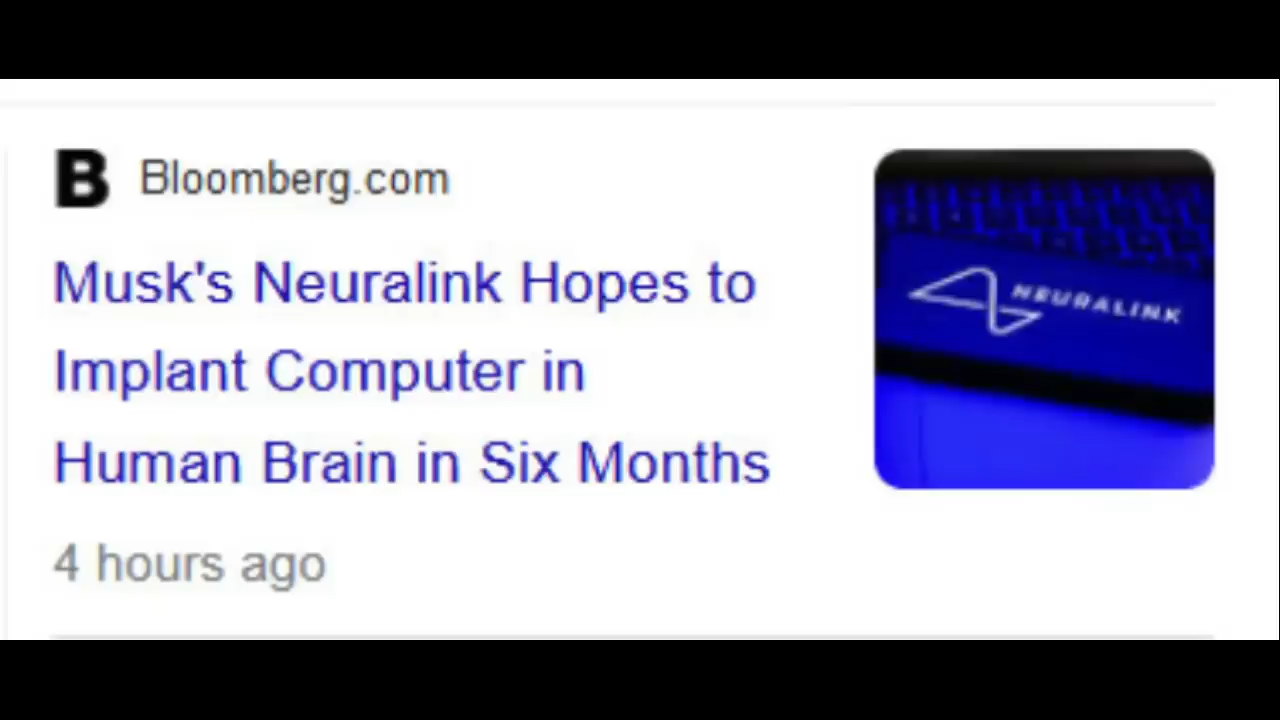 B Bloomberg.com
Musk's Neuralink Hopes to
Implant Computer in
Human Brain in Six Months
4 hours ago
NEURALINK